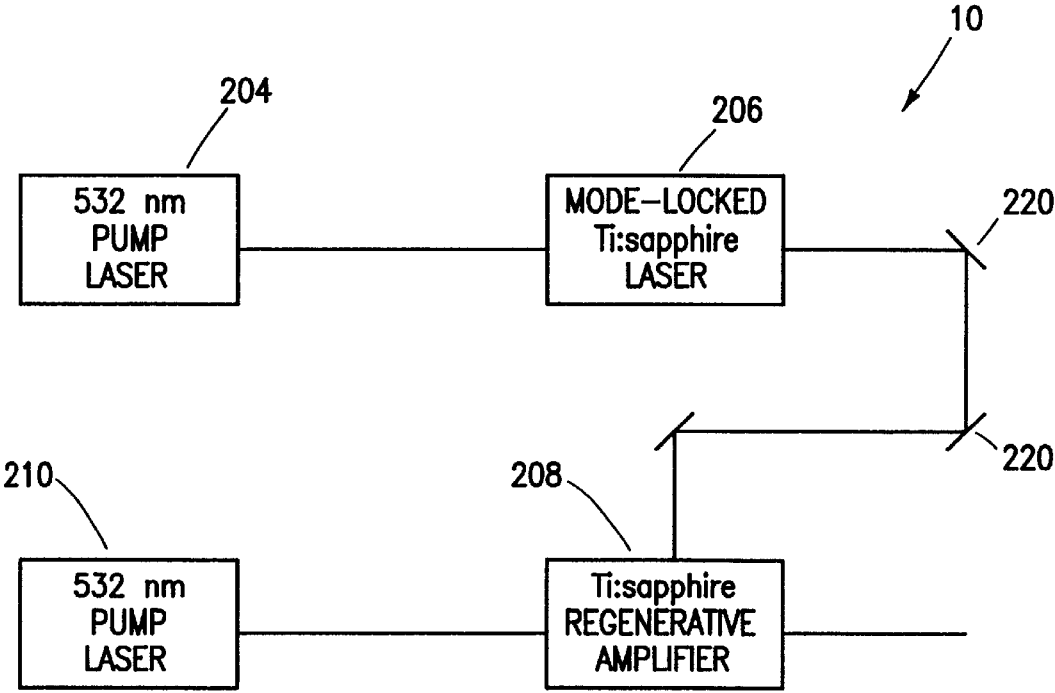 10
204
206
532 nm
PUMP
LASER
MODE-LOCKED
Ti:sapphire
LASER
220
220
210
208
532 nm
PUMP
LASER
Ti:sapphire
REGENERATIVE
AMPLIFIER